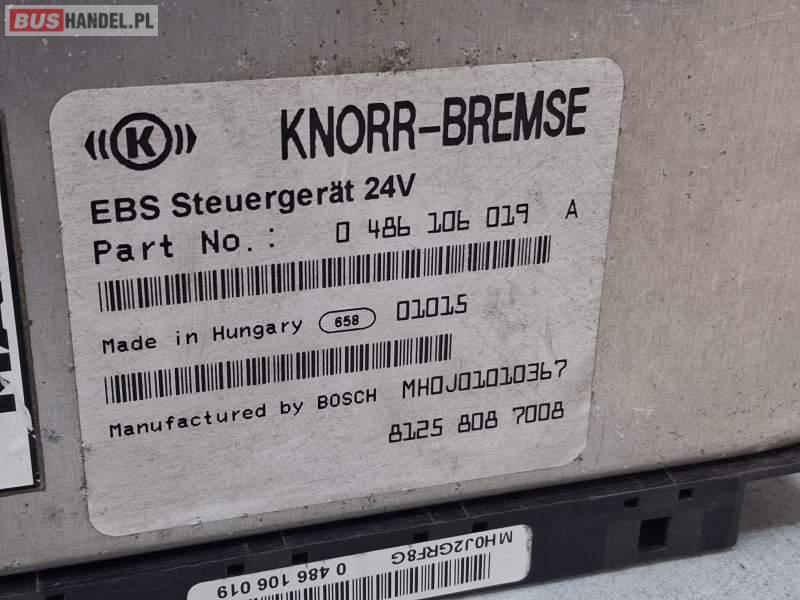 BUSHANDEL.PL
K
KNORR-BREMSE
EBS Steuergerät 24V
Part No.: 0 486 106 019 A
Made in Hungary 658 01015
Manufactured by BOSCH MH0J01010367
8125 808 7008
MH0J2GRF8G
0 486 106 019